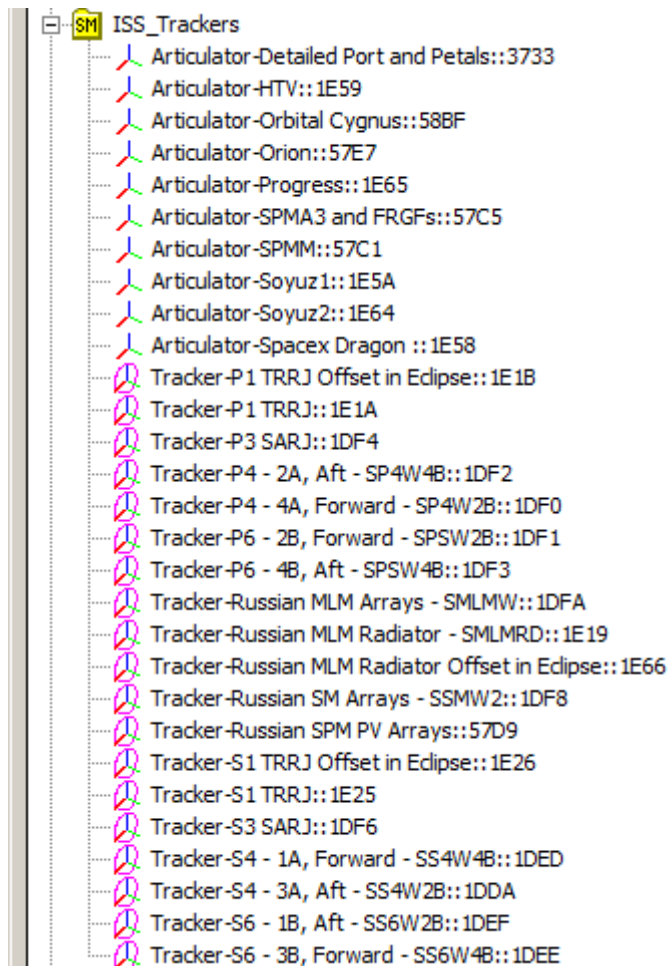 SM ISS_Trackers
Articulator-Detailed Port and Petals::3733
Articulator-HTV::1E59
Articulator-Orbital Cygnus::58BF
Articulator-Orion::57E7
Articulator-Progress::1E65
Articulator-SPMA3 and FRGFs::57C5
Articulator-SPMM::57C1
Articulator-Soyuz1::1E5A
Articulator-Soyuz2::1E64
Articulator-Spacex Dragon ::1E58
Tracker-P1 TRRJ Offset in Eclipse::1E1B
Tracker-P1 TRRJ::1E1A
Tracker-P3 SARJ::1DF4
Tracker-P4 - 2A, Aft - SP4W4B::1DF2
Tracker-P4 - 4A, Forward - SP4W2B::1DF0
Tracker-P6 - 2B, Forward - SPSW2B::1DF1
Tracker-P6 - 4B, Aft - SPSW4B::1DF3
Tracker-Russian MLM Arrays - SMLMW::1DFA
Tracker-Russian MLM Radiator - SMLMRD::1E19
Tracker-Russian MLM Radiator Offset in Eclipse::1E66
Tracker-Russian SM Arrays - SSMW2::1DF8
Tracker-Russian SPM PV Arrays::57D9
Tracker-S1 TRRJ Offset in Eclipse::1E26
Tracker-S1 TRRJ::1E25
Tracker-S3 SARJ::1DF6
Tracker-S4 - 1A, Forward - SS4W4B::1DED
Tracker-S4 - 3A, Aft - SS4W2B::1DDA
Tracker-S6 - 1B, Aft - SS6W2B::1DEF
Tracker-S6 - 3B, Forward - SS6W4B::1DEE